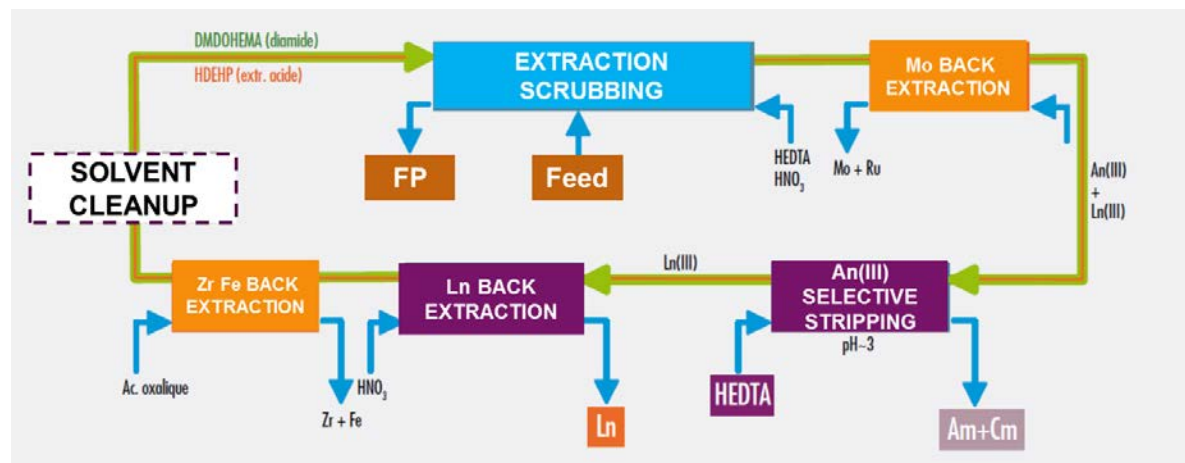 DMDOHEMA (diamide)
HDEHP (extr. acide)
EXTRACTION
SCRUBBING
Mo BACK
EXTRACTION
FP
Feed
HEDTA
HNO₃
Mo + Ru
An(III)
+
Ln(III)
SOLVENT
CLEANUP
Zr Fe BACK
EXTRACTION
Ln BACK
EXTRACTION
Ln(III)
An(III)
SELECTIVE
STRIPPING
pH~3
Ac. oxalique
Zr + Fe
HNO₃
Ln
HEDTA
Am+Cm